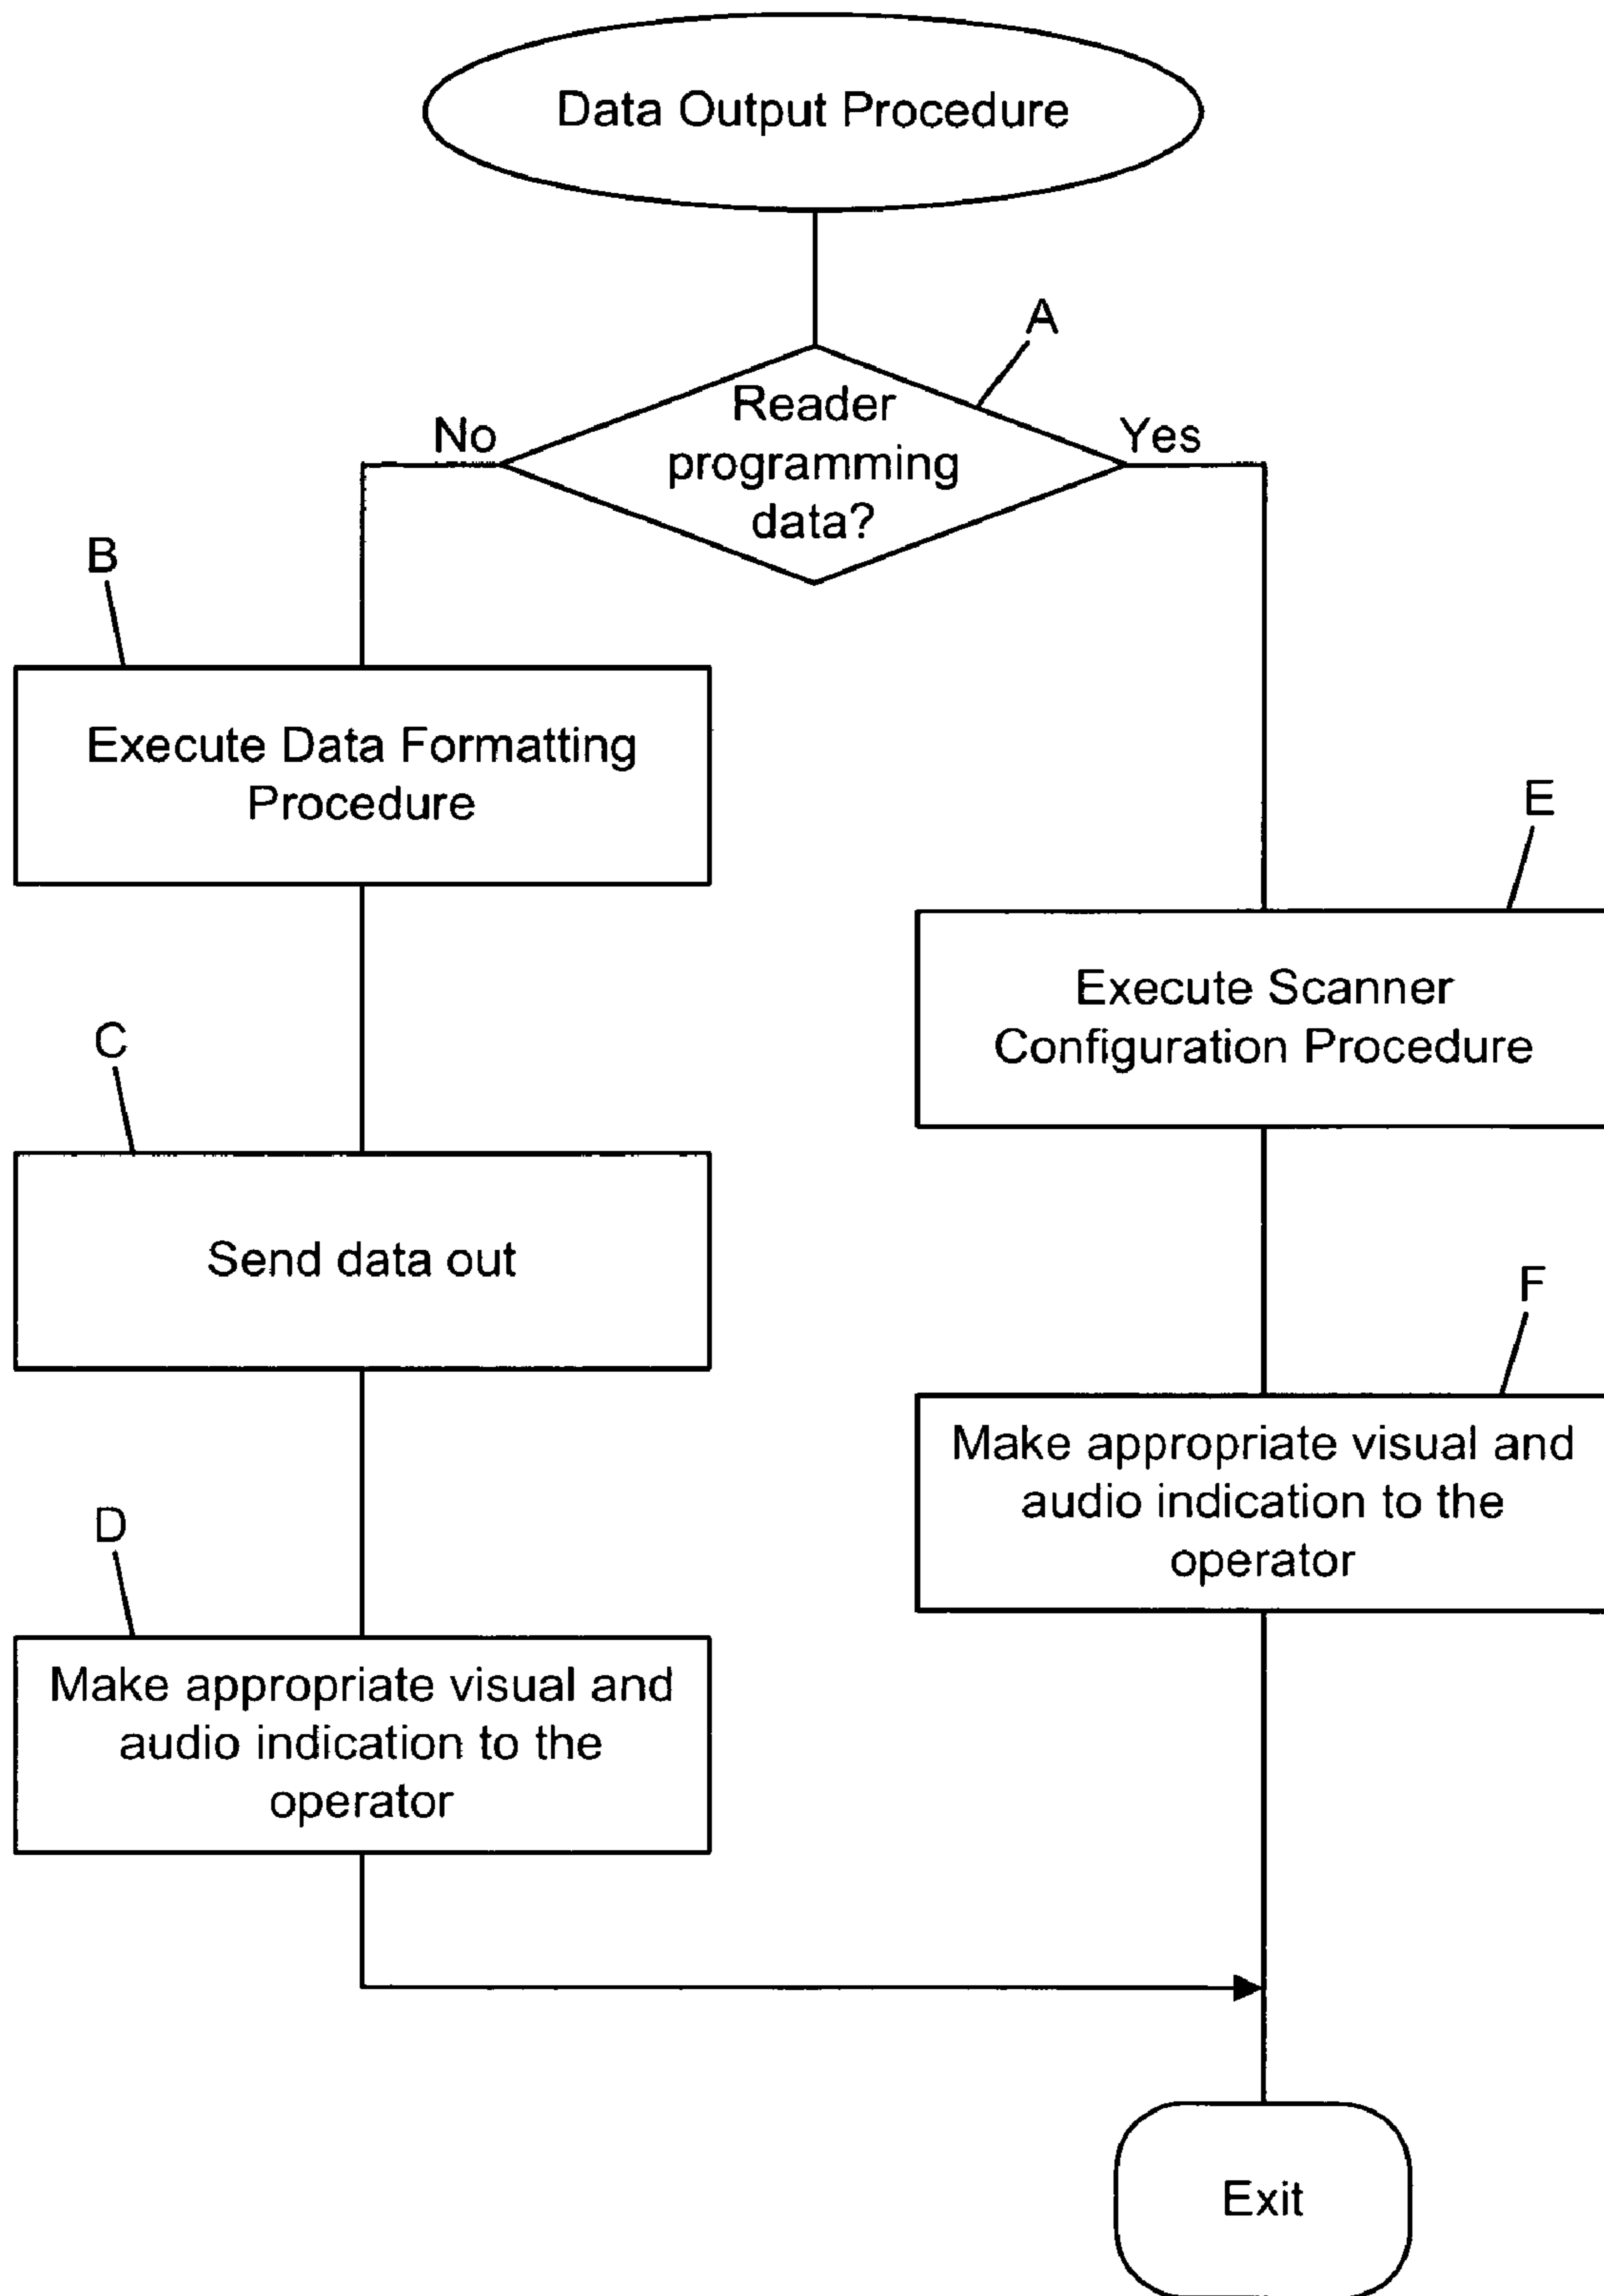 Data Output Procedure
A
Reader
programming
data?
No
Yes
B
Execute Data Formatting
Procedure
C
Send data out
D
Make appropriate visual and
audio indication to the
operator
E
Execute Scanner
Configuration Procedure
F
Make appropriate visual and
audio indication to the
operator
Exit